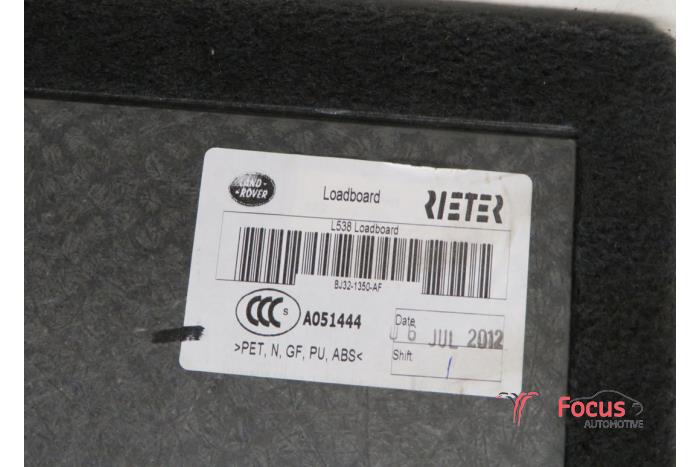 LAND
ROVER
Loadboard
RIETER
L538 Loadboard
BJ32-1350-AF
CCC S
A051444
Date
06 JUL 2012
>PET, N, GF, PU, ABS<
Shift
1
Focus
AUTOMOTIVE